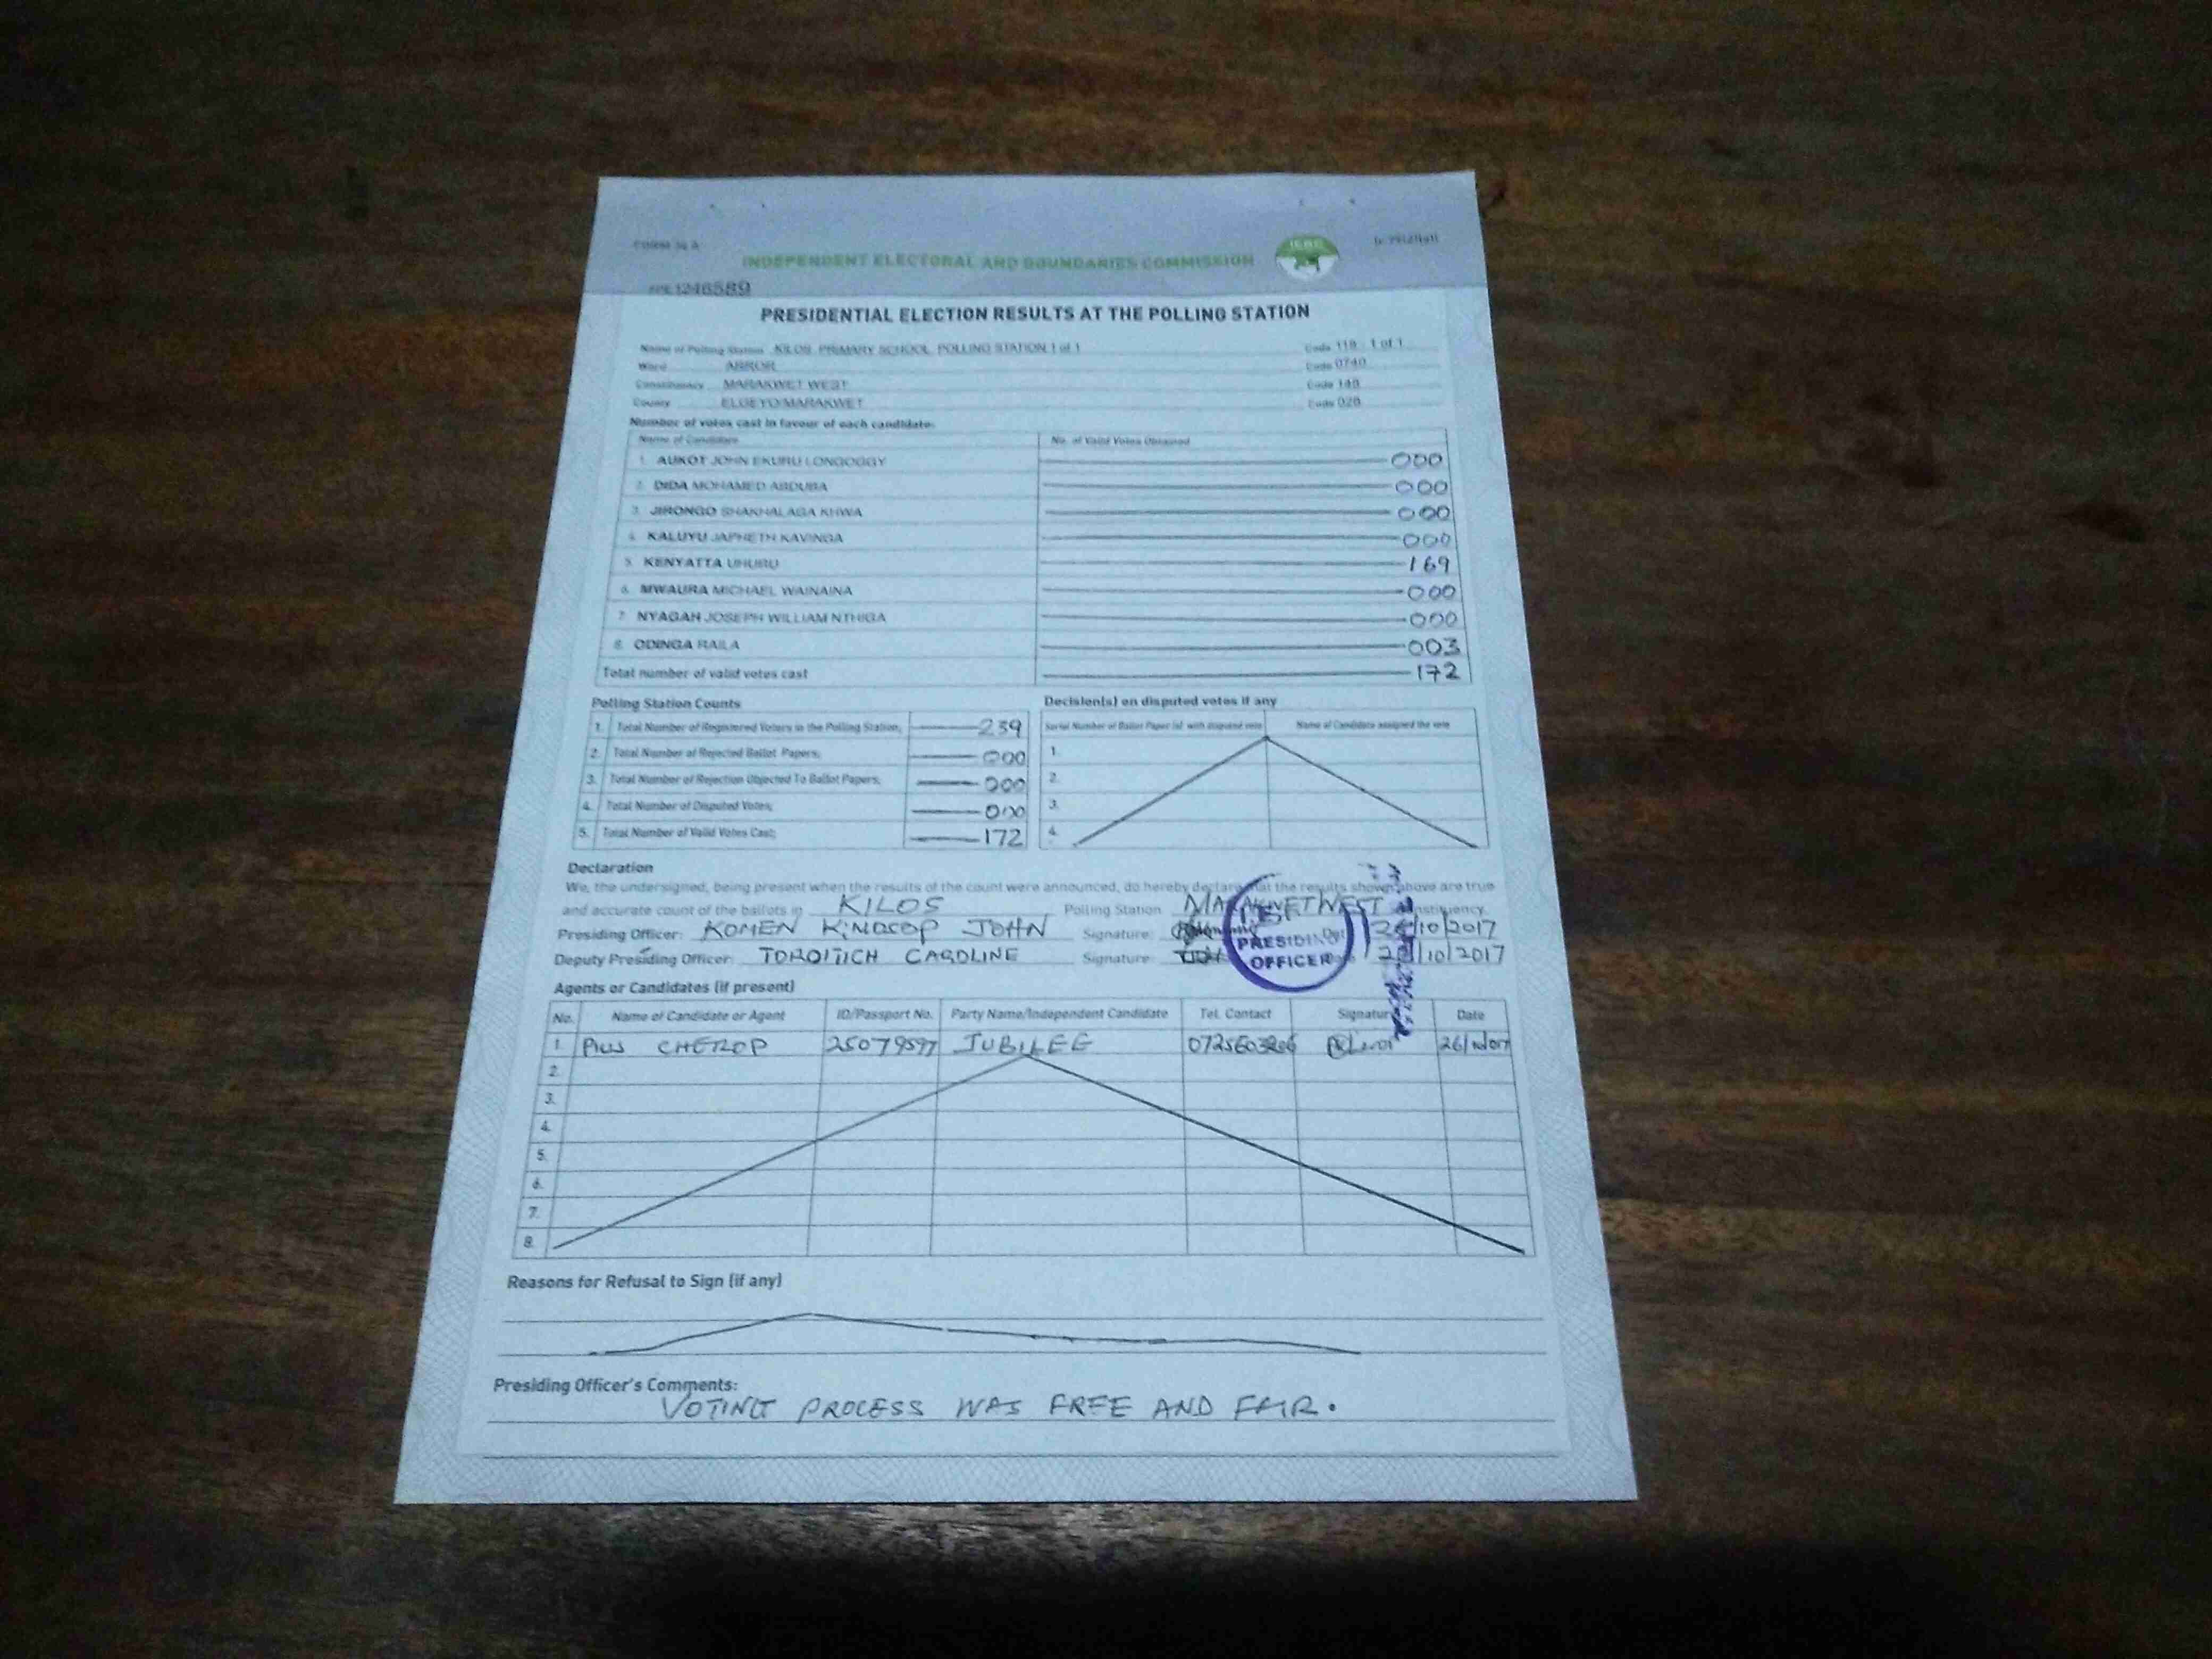 FORM 34 A
INDEPENDENT ELECTORAL AND BOUNDARIES COMMISSION
IEBC
1246589
PRESIDENTIAL ELECTION RESULTS AT THE POLLING STATION
Name of Polling Station KILOS PRIMARY SCHOOL POLLING STATION 1 of 1 Code 119 - 1 of 1
Ward ARROR Code 0740
Constituency MARAKWET WEST Code 148
County ELGEYO/MARAKWET Code 028
Number of votes cast in favour of each candidate:
Name of Candidate No. of Valid Votes Obtained
1. AUKOT JOHN EKURU LONGOGGY 000
2. DIDA MOHAMED ABDUBA 000
3. JIRONGO SHAKHALAGA KHWA 000
4. KALUYU JAPHETH KAVINGA 000
5. KENYATTA UHURU 169
6. MWAURA MICHAEL WAINAINA 000
7. NYAGAH JOSEPH WILLIAM NTHIGA 000
8. ODINGA RAILA 003
Total number of valid votes cast 172
Polling Station Counts
1. Total Number of Registered Voters in the Polling Station; 239
2. Total Number of Rejected Ballot Papers; 000
3. Total Number of Rejection Objected To Ballot Papers; 000
4. Total Number of Disputed Votes; 000
5. Total Number of Valid Votes Cast; 172
Decision(s) on disputed votes if any
Serial Number of Ballot Paper (s) with disputed vote Name of Candidate assigned the vote
1.
2.
3.
4.
Declaration
We, the undersigned, being present when the results of the count were announced, do hereby declare that the results shown above are true
and accurate count of the ballots in KILOS Polling Station MARAKWET WEST Constituency.
Presiding Officer: KOMEN KINDSOP JOHN Signature: Date 26/10/2017
Deputy Presiding Officer: TOROITICH CAROLINE Signature: 26/10/2017
PRESIDING
OFFICER
Agents or Candidates (if present)
No. Name of Candidate or Agent ID/Passport No. Party Name/Independent Candidate Tel. Contact Signature Date
1. PIUS CHEROP 25079597 JUBILEE
2.
3.
4.
5.
6.
7.
8.
Reasons for Refusal to Sign (if any)
Presiding Officer's Comments:
VOTING PROCESS WAS FREE AND FAIR.